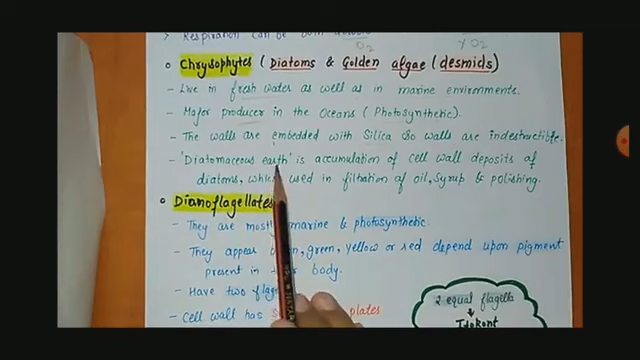 Respiration can be both
O2 O2
Chrysophytes ( Diatoms & Golden algae ( desmids )
- Live in fresh water as well as in marine environments.
- Major producer in the Oceans ( Photosynthetic ).
- The walls are embedded with Silica so walls are indestructible.
- 'Diatomaceous earth' is accumulation of cell wall deposits of
diatoms, which used in filtration of oil, Syrup & polishing.
Dianoflagellates
- They are mostly marine & photosynthetic.
- They appear green, yellow or red depend upon pigment
present in body.
- Have two
- Cell wall has plates
2 equal flagella
Isokont